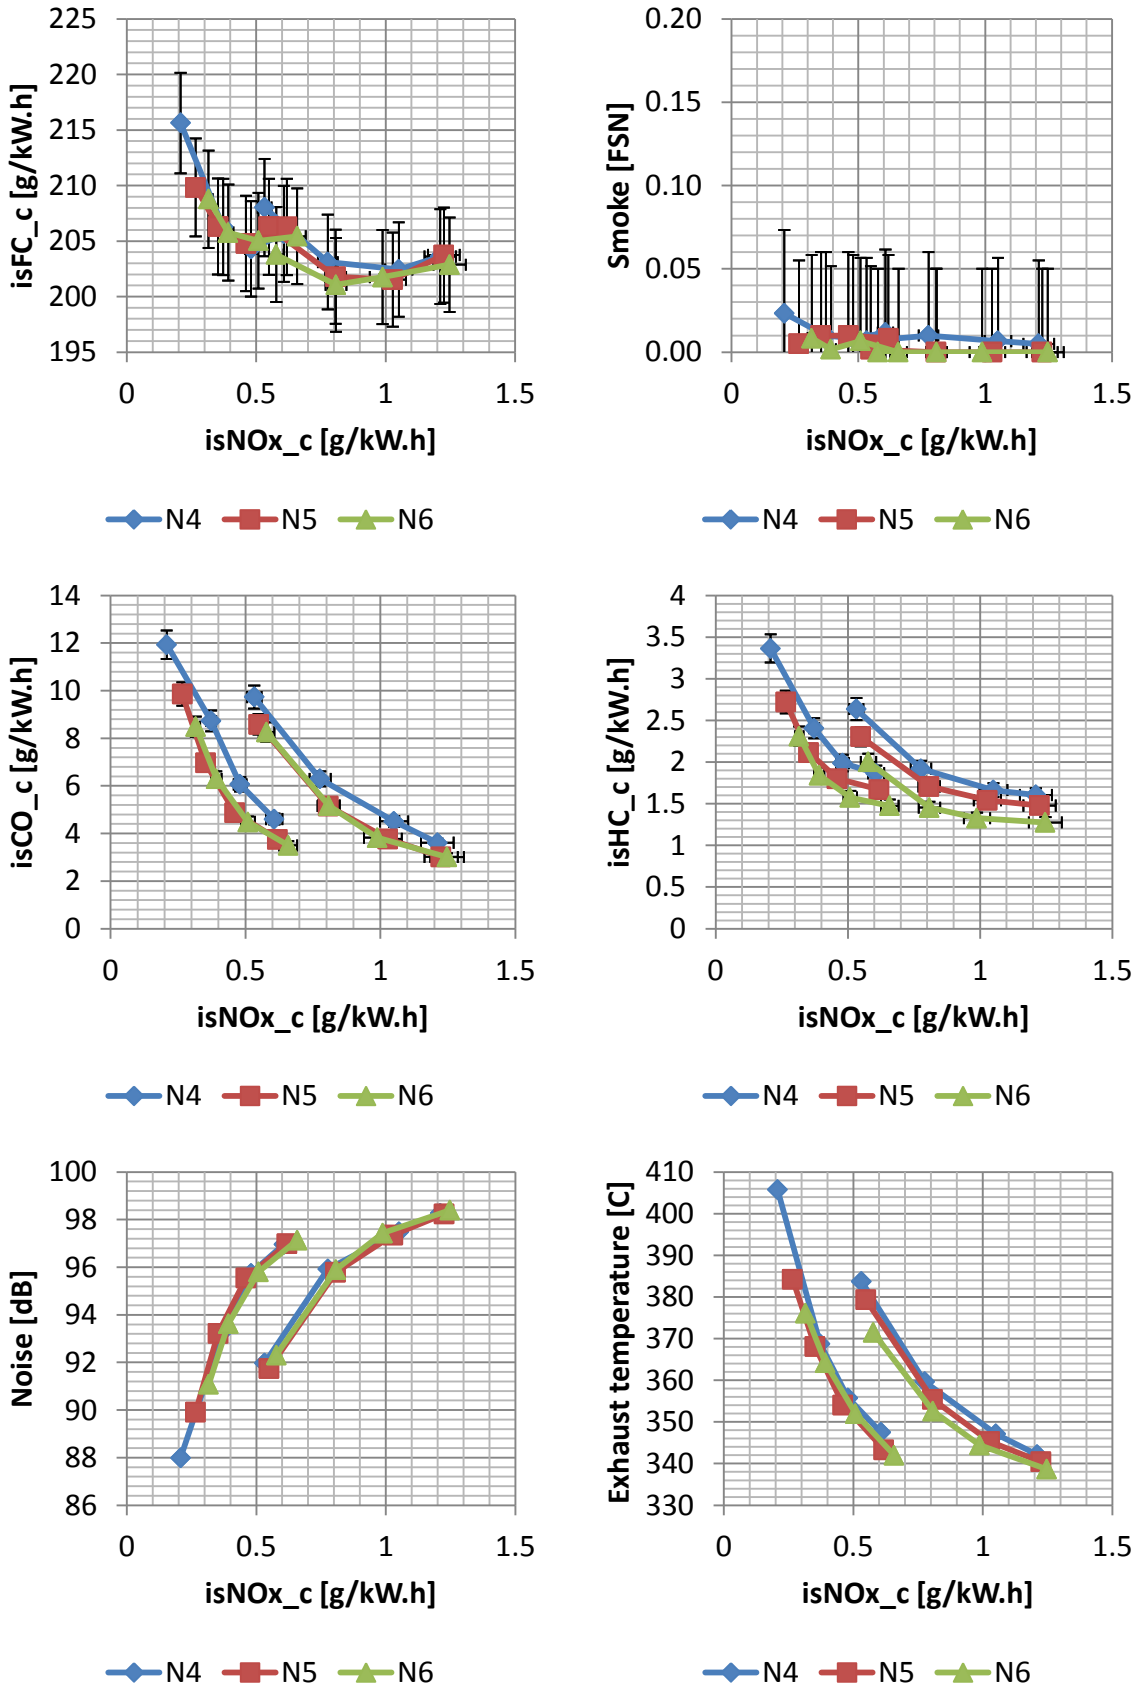 isFC_c [g/kW.h]
225
220
215
210
205
200
195
0 0.5 1 1.5
isNOx_c [g/kW.h]
N4 N5 N6
Smoke [FSN]
0.20
0.15
0.10
0.05
0.00
0 0.5 1 1.5
isNOx_c [g/kW.h]
N4 N5 N6
isCO_c [g/kW.h]
14
12
10
8
6
4
2
0
0 0.5 1 1.5
isNOx_c [g/kW.h]
N4 N5 N6
isHC_c [g/kW.h]
4
3.5
3
2.5
2
1.5
1
0.5
0
0 0.5 1 1.5
isNOx_c [g/kW.h]
N4 N5 N6
Noise [dB]
100
98
96
94
92
90
88
86
0 0.5 1 1.5
isNOx_c [g/kW.h]
N4 N5 N6
Exhaust temperature [C]
410
400
390
380
370
360
350
340
330
0 0.5 1 1.5
isNOx_c [g/kW.h]
N4 N5 N6